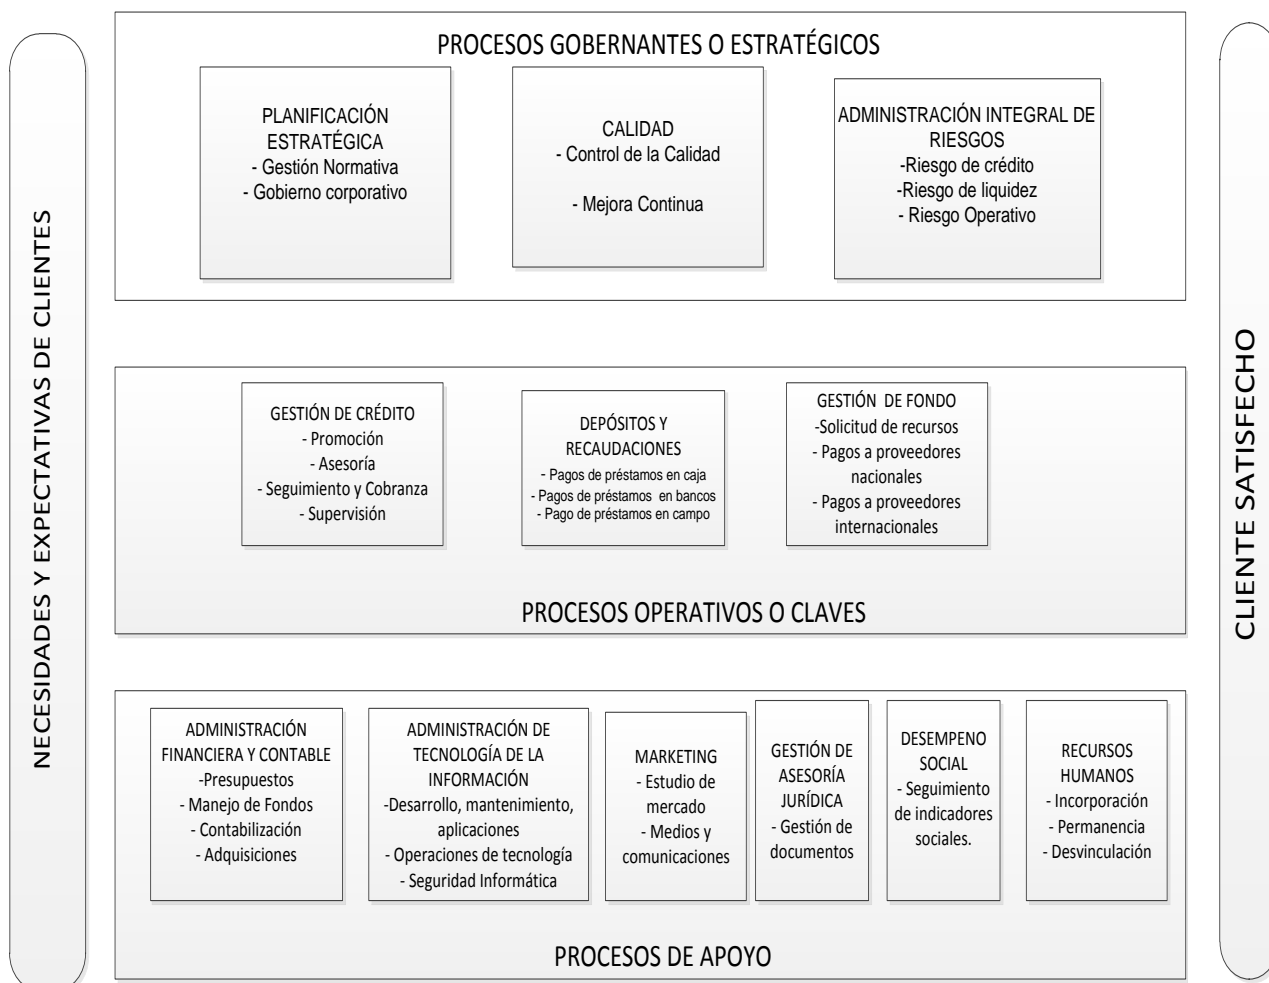 NECESIDADES Y EXPECTATIVAS DE CLIENTES
PROCESOS GOBERNANTES O ESTRATÉGICOS
PLANIFICACIÓN
ESTRATÉGICA
- Gestión Normativa
- Gobierno corporativo
CALIDAD
- Control de la Calidad
- Mejora Continua
ADMINISTRACIÓN INTEGRAL DE
RIESGOS
-Riesgo de crédito
-Riesgo de liquidez
- Riesgo Operativo
GESTIÓN DE CRÉDITO
- Promoción
- Asesoría
- Seguimiento y Cobranza
- Supervisión
DEPÓSITOS Y
RECAUDACIONES
- Pagos de préstamos en caja
- Pagos de préstamos en bancos
- Pago de préstamos en campo
GESTIÓN DE FONDO
-Solicitud de recursos
- Pagos a proveedores
nacionales
- Pagos a proveedores
internacionales
PROCESOS OPERATIVOS O CLAVES
ADMINISTRACIÓN
FINANCIERA Y CONTABLE
-Presupuestos
- Manejo de Fondos
- Contabilización
- Adquisiciones
ADMINISTRACIÓN DE
TECNOLOGÍA DE LA
INFORMACIÓN
-Desarrollo, mantenimiento,
aplicaciones
- Operaciones de tecnología
- Seguridad Informática
MARKETING
- Estudio de
mercado
- Medios y
comunicaciones
GESTIÓN DE
ASESORÍA
JURÍDICA
- Gestión de
documentos
DESEMPENO
SOCIAL
- Seguimiento
de indicadores
sociales.
RECURSOS
HUMANOS
- Incorporación
- Permanencia
- Desvinculación
PROCESOS DE APOYO
CLIENTE SATISFECHO